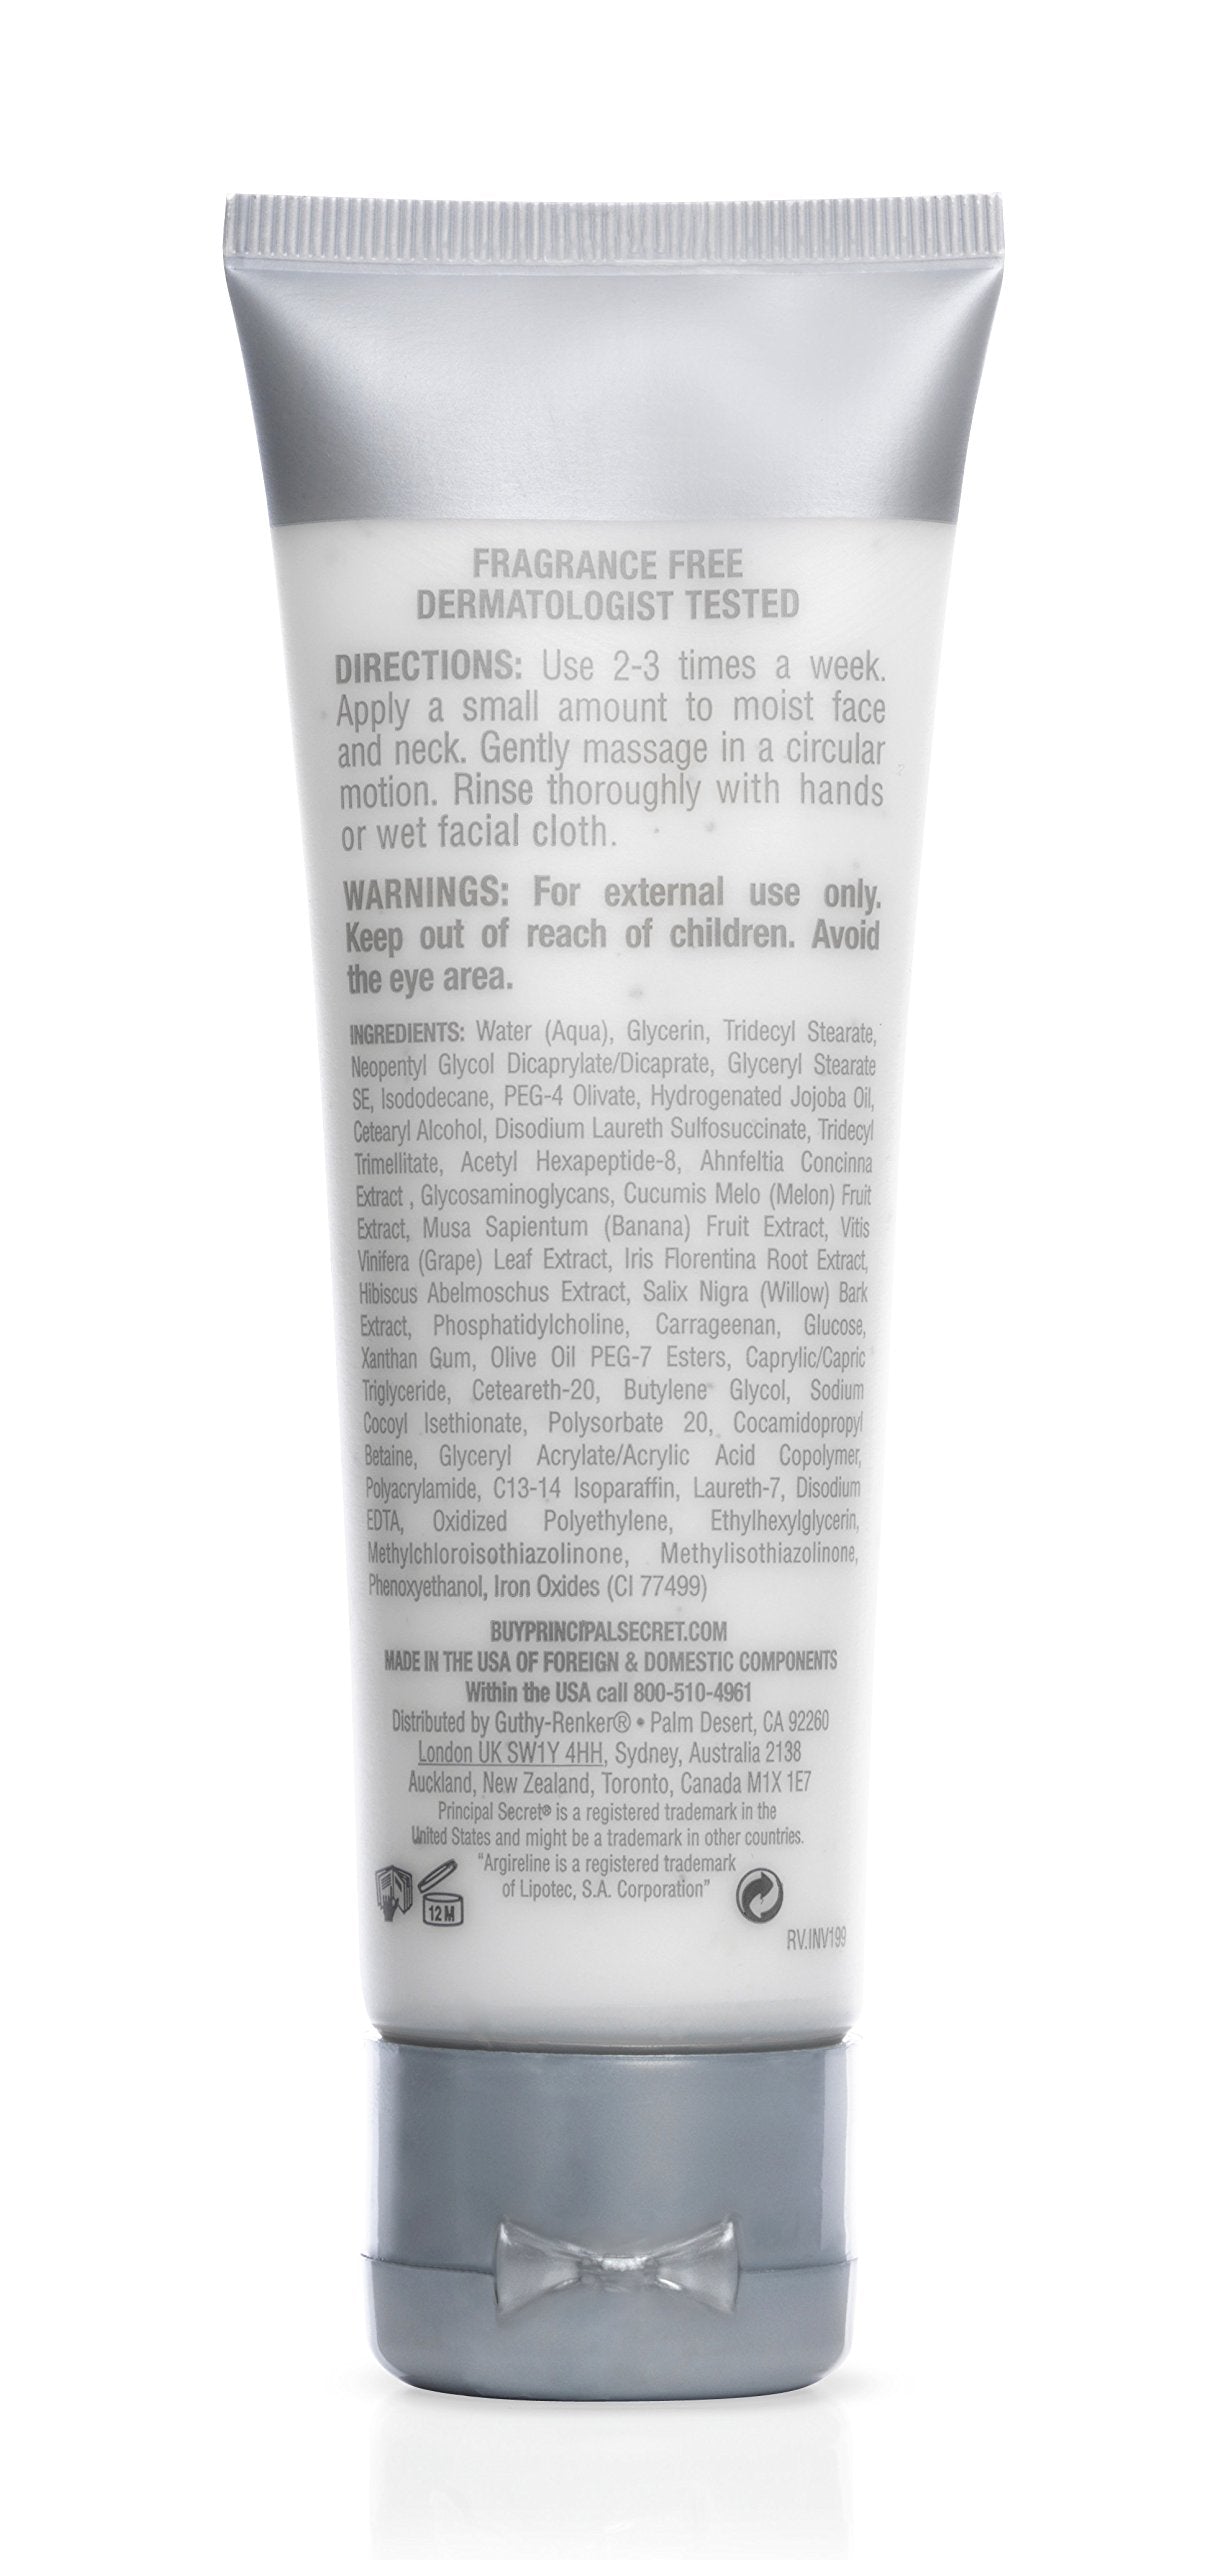 FRAGRANCE FREE
DERMATOLOGIST TESTED
DIRECTIONS: Use 2-3 times a week.
Apply a small amount to moist face
and neck. Gently massage in a circular
motion. Rinse thoroughly with hands
or wet facial cloth.
WARNINGS: For external use only.
Keep out of reach of children. Avoid
the eye area.
INGREDIENTS: Water (Aqua), Glycerin, Tridecyl Stearate,
Neopentyl Glycol Dicaprylate/Dicaprate, Glyceryl Stearate
SE, Isododecane, PEG-4 Olivate, Hydrogenated Jojoba Oil,
Cetearyl Alcohol, Disodium Laureth Sulfosuccinate, Tridecyl
Trimellitate, Acetyl Hexapeptide-8, Ahnfeltia Concinna
Extract , Glycosaminoglycans, Cucumis Melo (Melon) Fruit
Extract, Musa Sapientum (Banana) Fruit Extract, Vitis
Vinifera (Grape) Leaf Extract, Iris Florentina Root Extract,
Hibiscus Abelmoschus Extract, Salix Nigra (Willow) Bark
Extract, Phosphatidylcholine, Carrageenan, Glucose,
Xanthan Gum, Olive Oil PEG-7 Esters, Caprylic/Capric
Triglyceride, Ceteareth-20, Butylene Glycol, Sodium
Cocoyl Isethionate, Polysorbate 20, Cocamidopropyl
Betaine, Glyceryl Acrylate/Acrylic Acid Copolymer,
Polyacrylamide, C13-14 Isoparaffin, Laureth-7, Disodium
EDTA, Oxidized Polyethylene, Ethylhexylglycerin,
Methylchloroisothiazolinone, Methylisothiazolinone,
Phenoxyethanol, Iron Oxides (CI 77499)
BUYPRINCIPALSECRET.COM
MADE IN THE USA OF FOREIGN & DOMESTIC COMPONENTS
Within the USA call 800-510-4961
Distributed by Guthy-Renker® • Palm Desert, CA 92260
London UK SW1Y 4HH, Sydney, Australia 2138
Auckland, New Zealand, Toronto, Canada M1X 1E7
Principal Secret® is a registered trademark in the
United States and might be a trademark in other countries.
“Argireline is a registered trademark
of Lipotec, S.A. Corporation”
12 M
RV.INV199